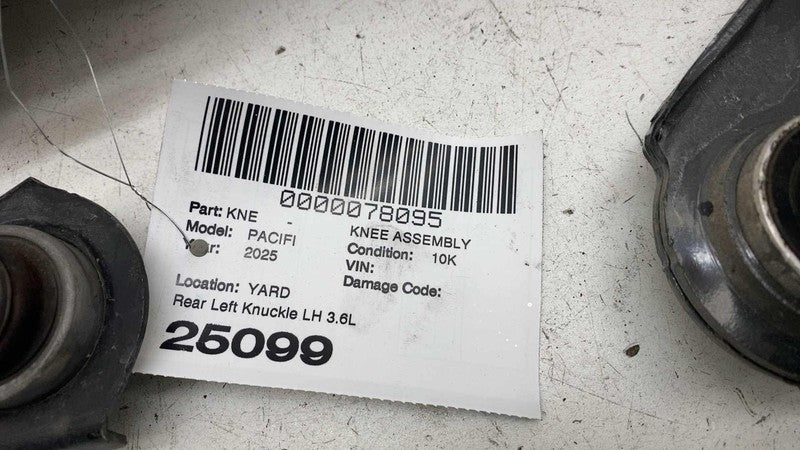 0000078095
Part: KNE - KNEE ASSEMBLY
Model: PACIFI Condition: 10K
ar: 2025 VIN:
Damage Code:
Location: YARD
Rear Left Knuckle LH 3.6L
25099